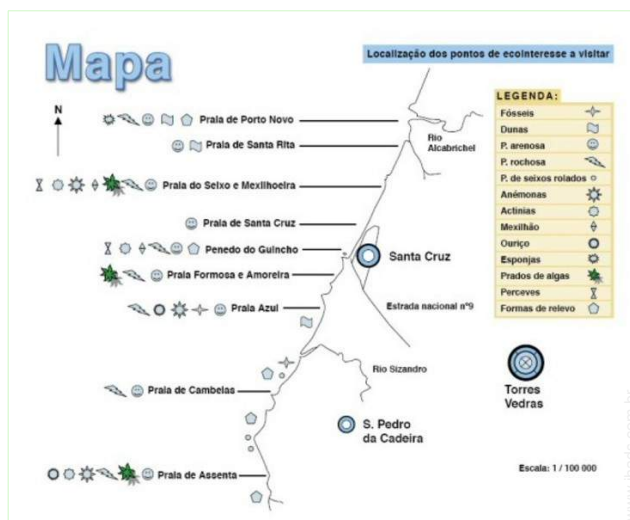 Mapa
Localização dos pontos de ecointeresse a visitar
N
Praia de Porto Novo
Praia de Santa Rita
Praia do Seixo e Mexilhoeira
Praia de Santa Cruz
Penedo do Guincho
Praia Formosa e Amoreira
Praia Azul
Praia de Cambelas
Praia de Assenta
Rio
Alcabrichel
Santa Cruz
Estrada nacional nº9
Rio Sizandro
S. Pedro
da Cadeira
LEGENDA:
Fósseis
Dunas
P. arenosa
P. rochosa
P. de seixos rolados
Anémonas
Actinias
Mexilhão
Ouriço
Esponjas
Prados de algas
Perceves
Formas de relevo
Torres
Vedras
Escala: 1 / 100 000